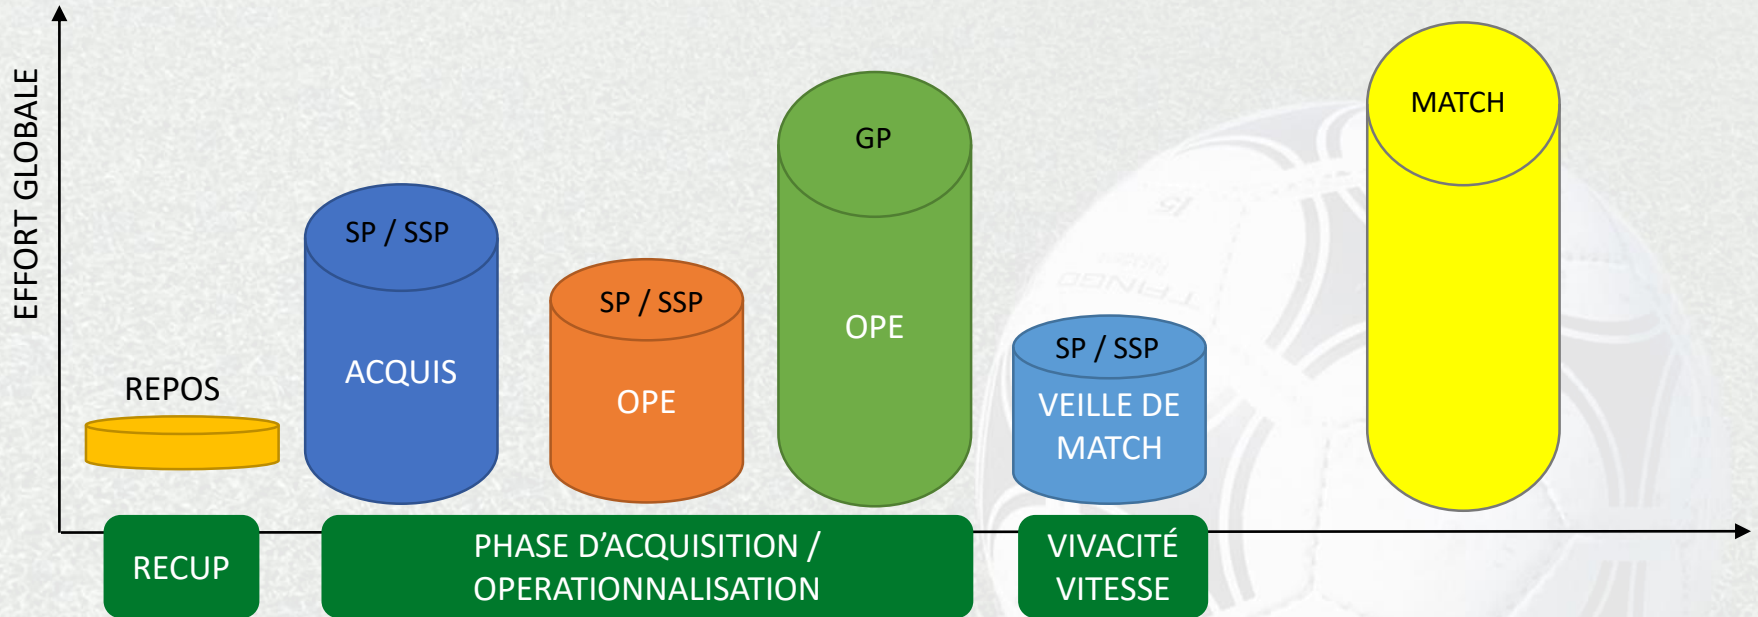 EFFORT GLOBALE
REPOS
SP / SSP
ACQUIS
SP / SSP
OPE
GP
OPE
SP / SSP
VEILLE DE
MATCH
MATCH
RECUP
PHASE D'ACQUISITION /
OPERATIONNALISATION
VIVACITÉ
VITESSE
TANGO